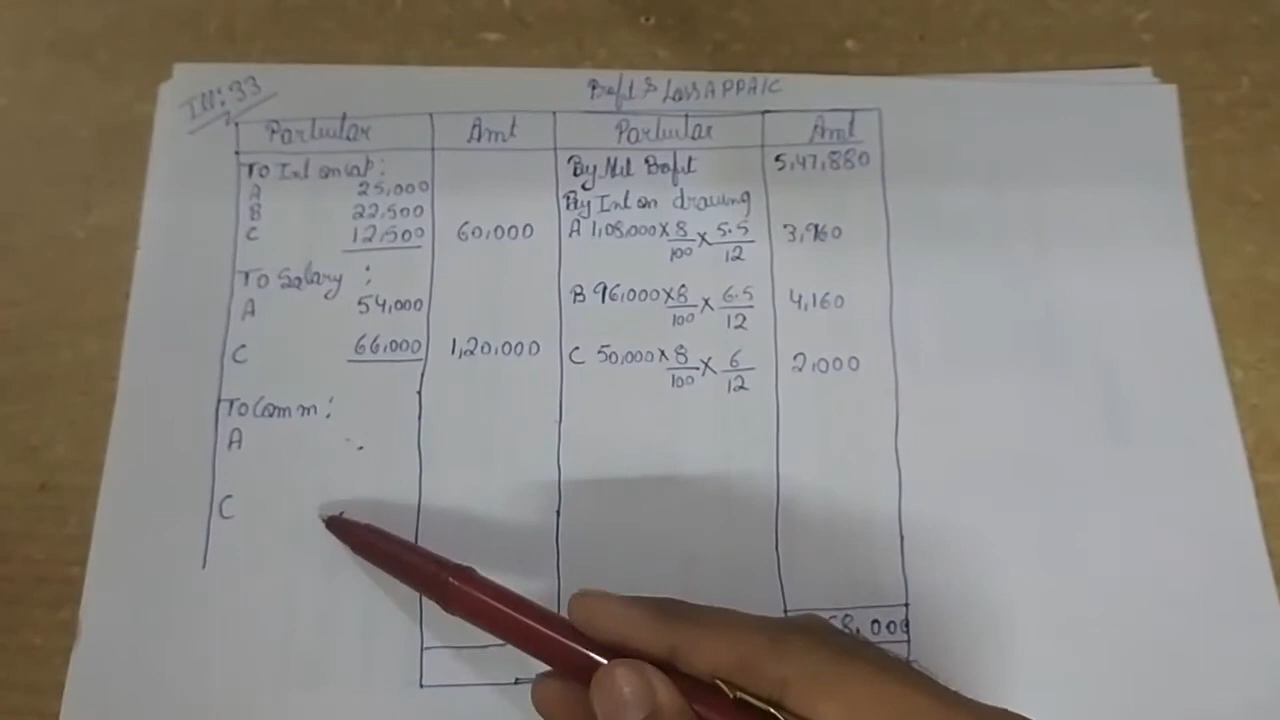 Ill: 33
Profit & Loss APP A/C
Particular Amt Particular Amt
To Int on cap:
A 25,000
B 22,500
C 12,500 60,000
To Salary:
A 54,000
C 66,000 1,20,000
To Comm:
A
C
By Net Profit 5,47,880
By Int on drawing
A 1,08,000 × 8/100 × 5.5/12 3,960
B 96,000 × 8/100 × 6.5/12 4,160
C 50,000 × 8/100 × 6/12 2,000
58,000